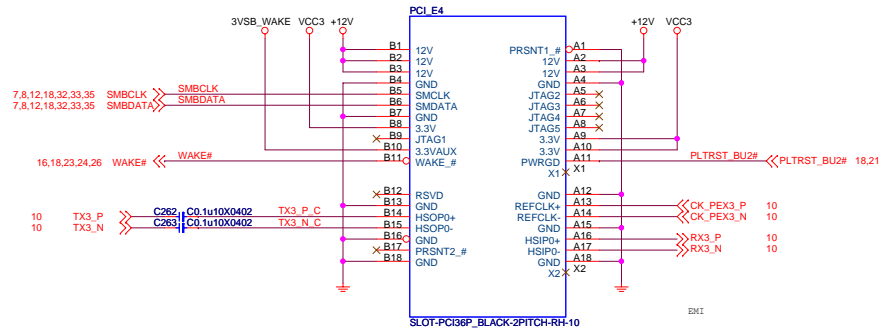 PCI_E4
3VSB_WAKE VCC3 +12V
+12V VCC3
B1 12V PRSNT1_# A1
B2 12V 12V A2
B3 12V 12V A3
B4 GND GND A4
7,8,12,18,32,33,35 SMBCLK SMBCLK B5 SMCLK JTAG2 A5
7,8,12,18,32,33,35 SMBDATA SMBDATA B6 SMDATA JTAG3 A6
B7 GND JTAG4 A7
B8 3.3V JTAG5 A8
B9 JTAG1 3.3V A9
B10 3.3VAUX 3.3V A10
16,18,23,24,26 WAKE# WAKE# B11 WAKE_# PWRGD A11 PLTRST_BU2# PLTRST_BU2# 18,21
X1 X1
B12 RSVD GND A12
B13 GND REFCLK+ A13 CK_PEX3_P 10
10 TX3_P C262 C0.1u10X0402 TX3_P_C B14 HSOP0+ REFCLK- A14 CK_PEX3_N 10
10 TX3_N C263 C0.1u10X0402 TX3_N_C B15 HSOP0- GND A15
B16 GND HSIP0+ A16 RX3_P 10
B17 PRSNT2_# HSIP0- A17 RX3_N 10
B18 GND GND A18
X2 X2
EMI
SLOT-PCI36P_BLACK-2PITCH-RH-10